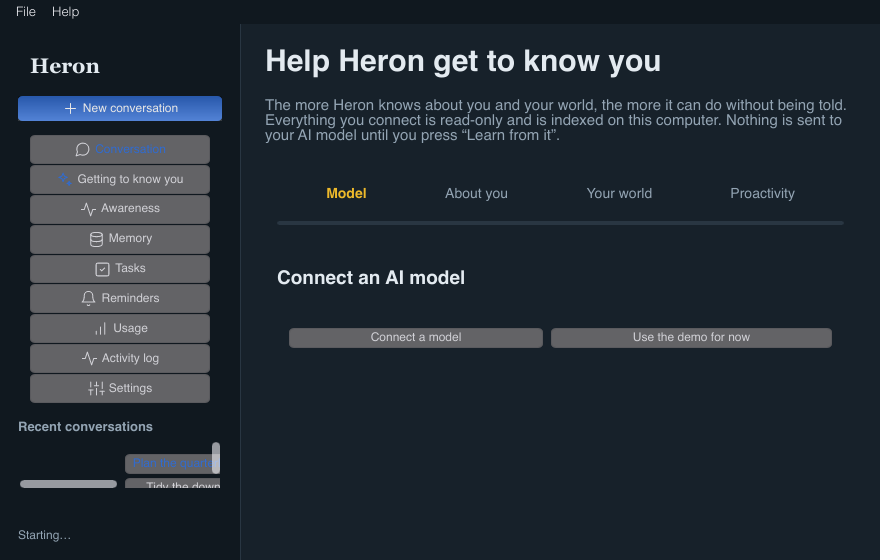 File Help
Heron
New conversation
Conversation
Getting to know you
Awareness
Memory
Tasks
Reminders
Usage
Activity log
Settings
Recent conversations
Tidy the down
Starting…
Help Heron get to know you
The more Heron knows about you and your world, the more it can do without being told.
Everything you connect is read-only and is indexed on this computer. Nothing is sent to
your AI model until you press “Learn from it”.
Model About you Your world Proactivity
Connect an AI model
Connect a model Use the demo for now